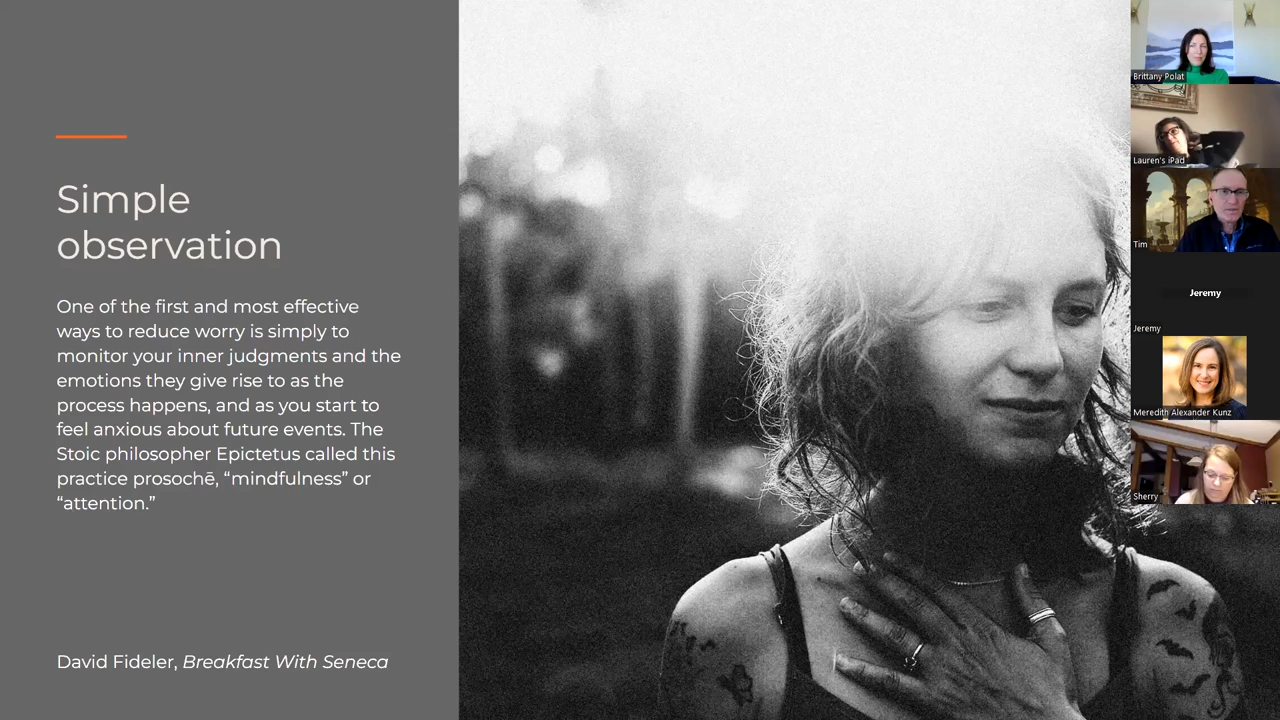 Simple
observation
One of the first and most effective
ways to reduce worry is simply to
monitor your inner judgments and the
emotions they give rise to as the
process happens, and as you start to
feel anxious about future events. The
Stoic philosopher Epictetus called this
practice prosochē, “mindfulness” or
“attention.”
David Fideler, Breakfast With Seneca
Brittany Polat
Lauren's iPad
Tim
Jeremy
Jeremy
Meredith Alexander Kunz
Sherry